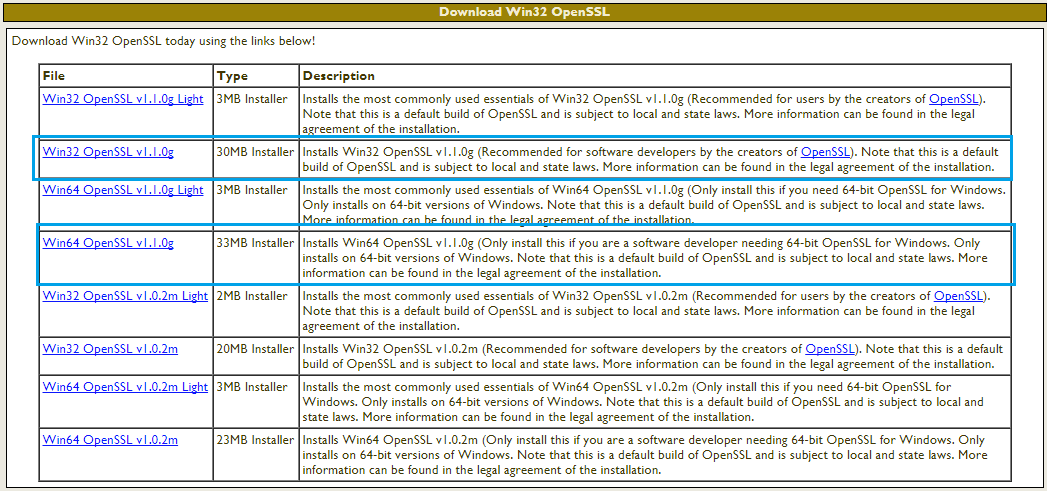 Download Win32 OpenSSL
Download Win32 OpenSSL today using the links below!
File Type Description
Win32 OpenSSL v1.1.0g Light 3MB Installer Installs the most commonly used essentials of Win32 OpenSSL v1.1.0g (Recommended for users by the creators of OpenSSL).
Note that this is a default build of OpenSSL and is subject to local and state laws. More information can be found in the legal
agreement of the installation.
Win32 OpenSSL v1.1.0g 30MB Installer Installs Win32 OpenSSL v1.1.0g (Recommended for software developers by the creators of OpenSSL). Note that this is a default
build of OpenSSL and is subject to local and state laws. More information can be found in the legal agreement of the installation.
Win64 OpenSSL v1.1.0g Light 3MB Installer Installs the most commonly used essentials of Win64 OpenSSL v1.1.0g (Only install this if you need 64-bit OpenSSL for Windows.
Only installs on 64-bit versions of Windows. Note that this is a default build of OpenSSL and is subject to local and state laws.
More information can be found in the legal agreement of the installation.
Win64 OpenSSL v1.1.0g 33MB Installer Installs Win64 OpenSSL v1.1.0g (Only install this if you are a software developer needing 64-bit OpenSSL for Windows. Only
installs on 64-bit versions of Windows. Note that this is a default build of OpenSSL and is subject to local and state laws. More
information can be found in the legal agreement of the installation.
Win32 OpenSSL v1.0.2m Light 2MB Installer Installs the most commonly used essentials of Win32 OpenSSL v1.0.2m (Recommended for users by the creators of OpenSSL).
Note that this is a default build of OpenSSL and is subject to local and state laws. More information can be found in the legal
agreement of the installation.
Win32 OpenSSL v1.0.2m 20MB Installer Installs Win32 OpenSSL v1.0.2m (Recommended for software developers by the creators of OpenSSL). Note that this is a default
build of OpenSSL and is subject to local and state laws. More information can be found in the legal agreement of the installation.
Win64 OpenSSL v1.0.2m Light 3MB Installer Installs the most commonly used essentials of Win64 OpenSSL v1.0.2m (Only install this if you need 64-bit OpenSSL for
Windows. Only installs on 64-bit versions of Windows. Note that this is a default build of OpenSSL and is subject to local and
state laws. More information can be found in the legal agreement of the installation.
Win64 OpenSSL v1.0.2m 23MB Installer Installs Win64 OpenSSL v1.0.2m (Only install this if you are a software developer needing 64-bit OpenSSL for Windows. Only
installs on 64-bit versions of Windows. Note that this is a default build of OpenSSL and is subject to local and state laws. More
information can be found in the legal agreement of the installation.